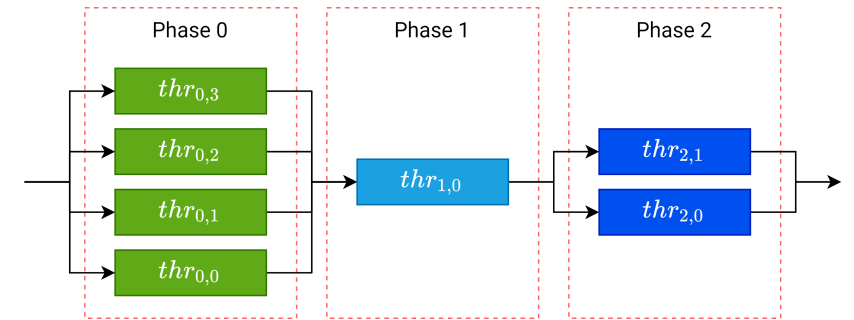 Phase 0
thr0,3
thr0,2
thr0,1
thr0,0
Phase 1
thr1,0
Phase 2
thr2,1
thr2,0